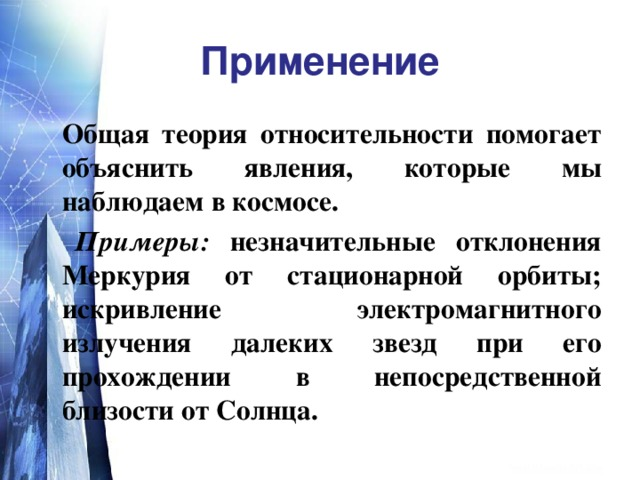 Применение
Общая теория относительности помогает
объяснить явления, которые мы
наблюдаем в космосе.
Примеры: незначительные отклонения
Меркурия от стационарной орбиты;
искривление электромагнитного
излучения далеких звезд при его
прохождении в непосредственной
близости от Солнца.